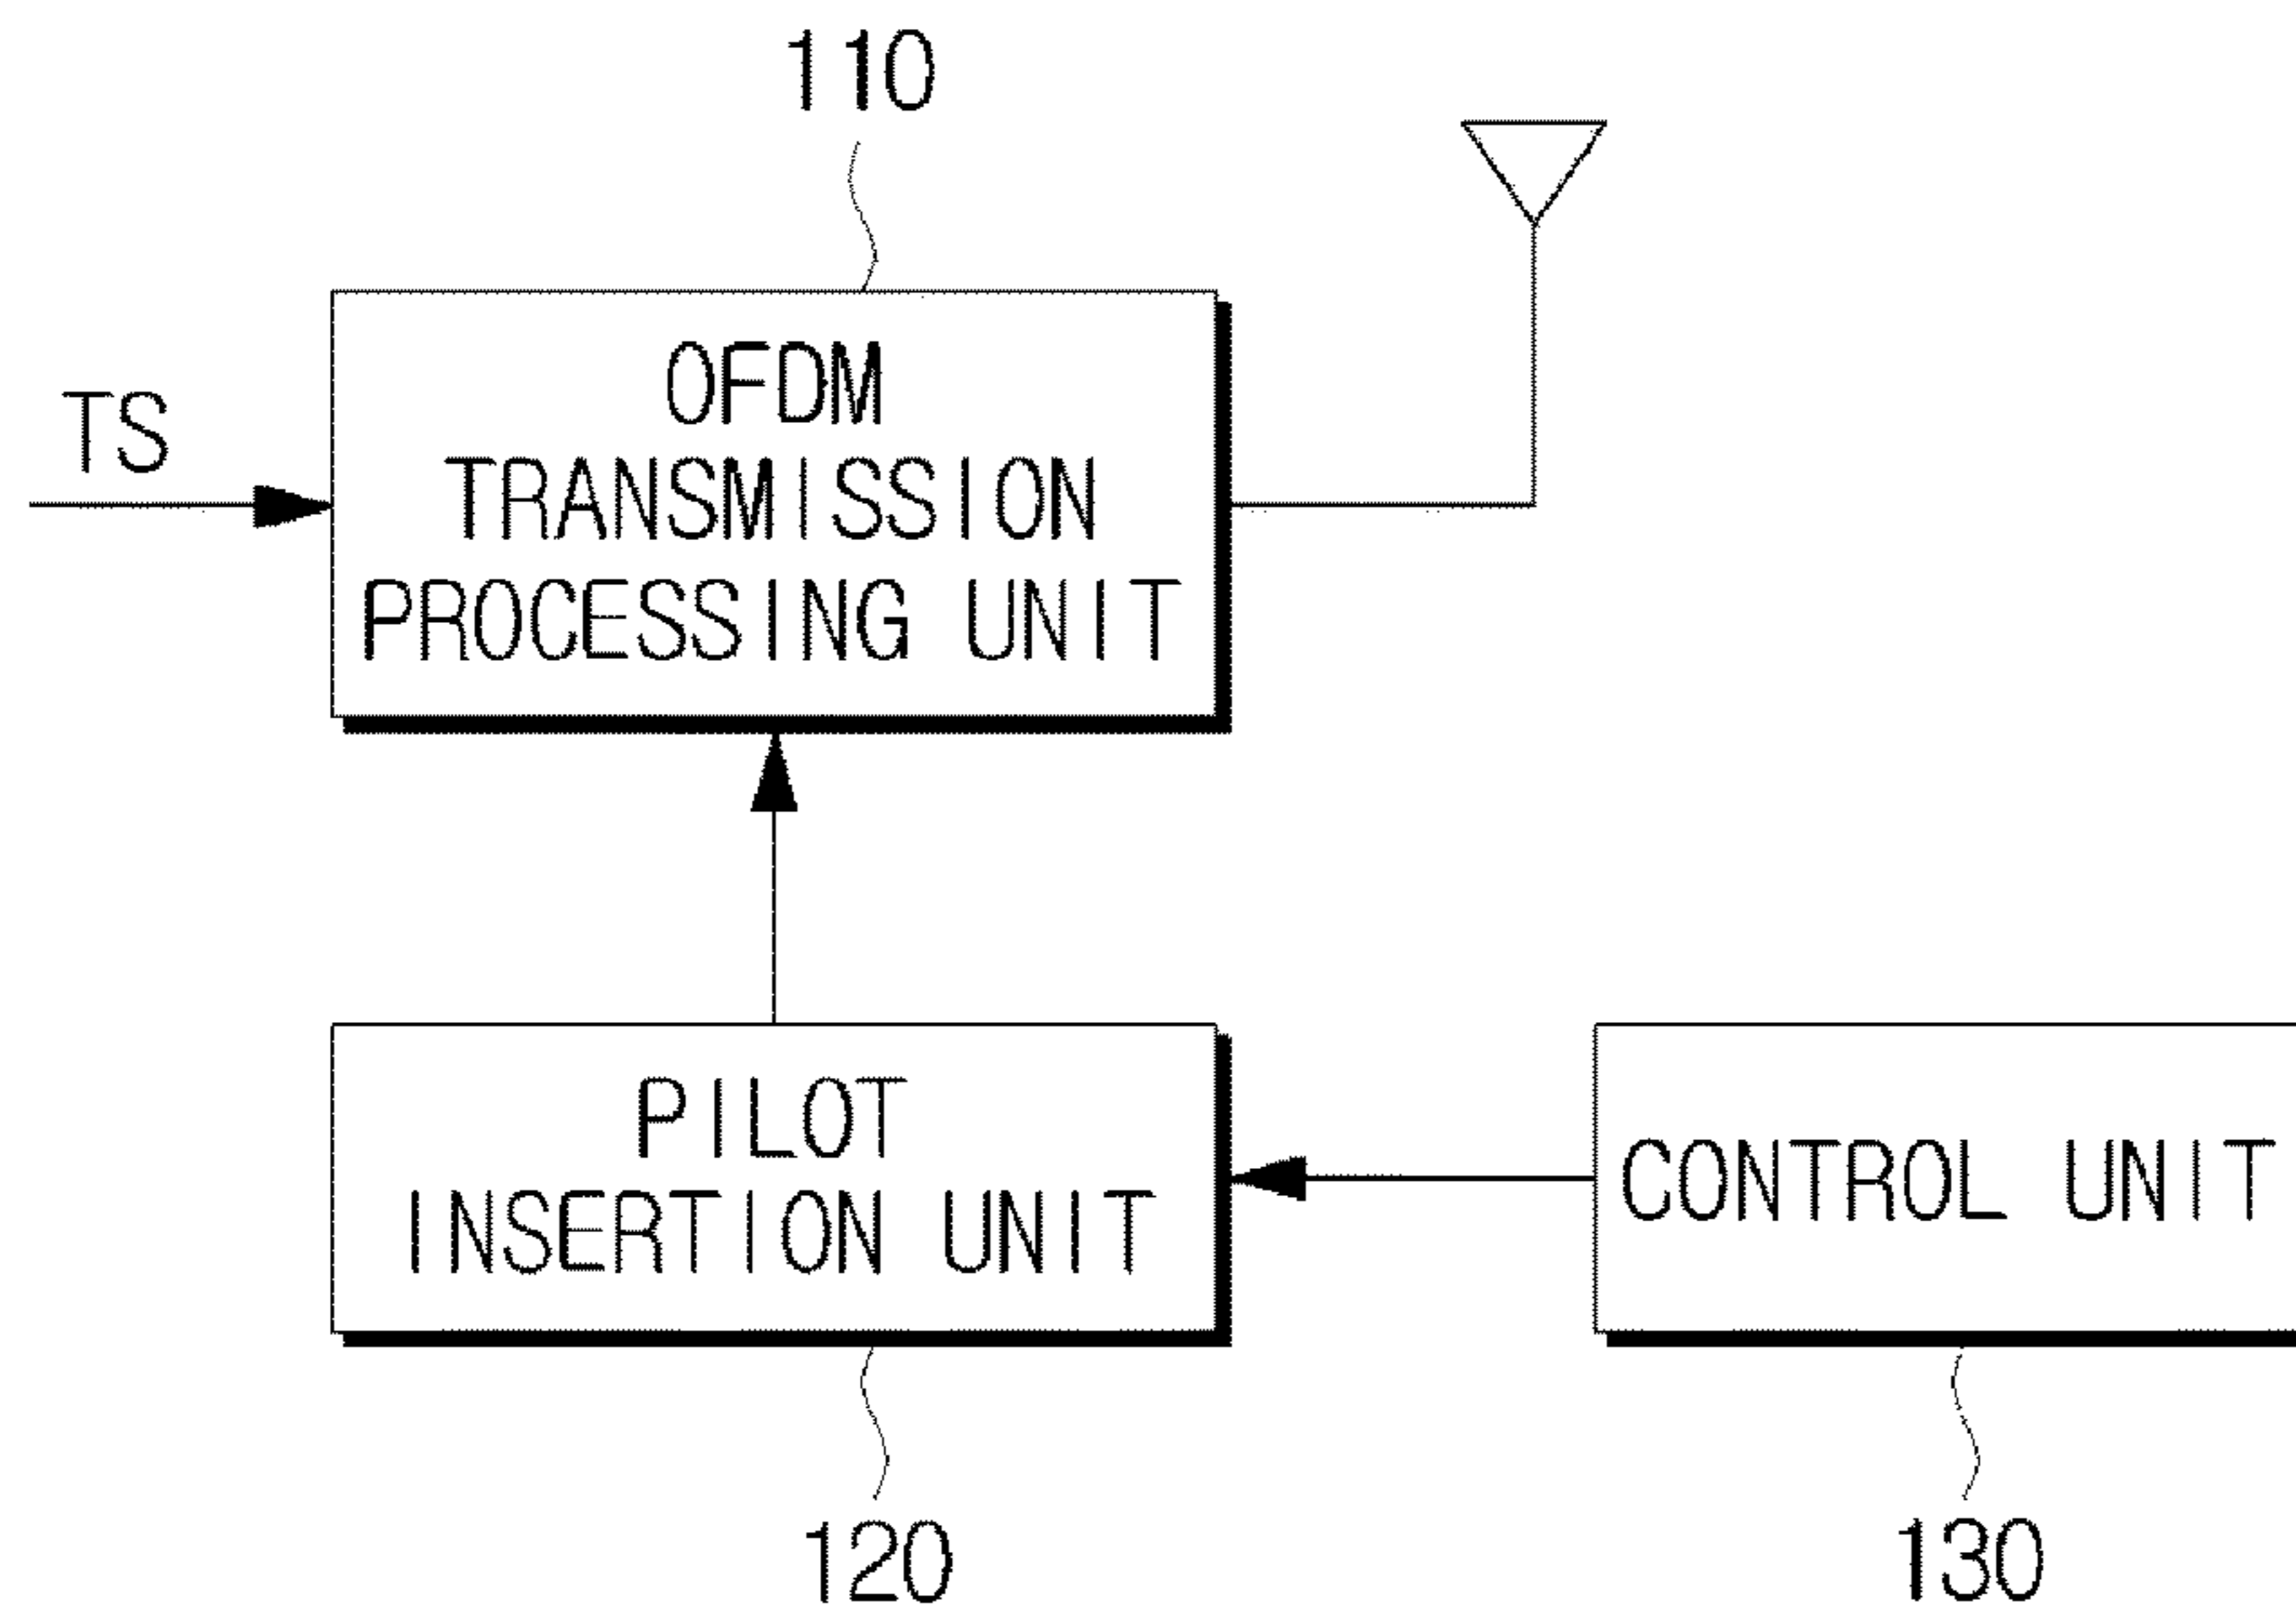 110
TS
OFDM
TRANSMISSION
PROCESSING UNIT
PILOT
INSERTION UNIT
CONTROL UNIT
120
130